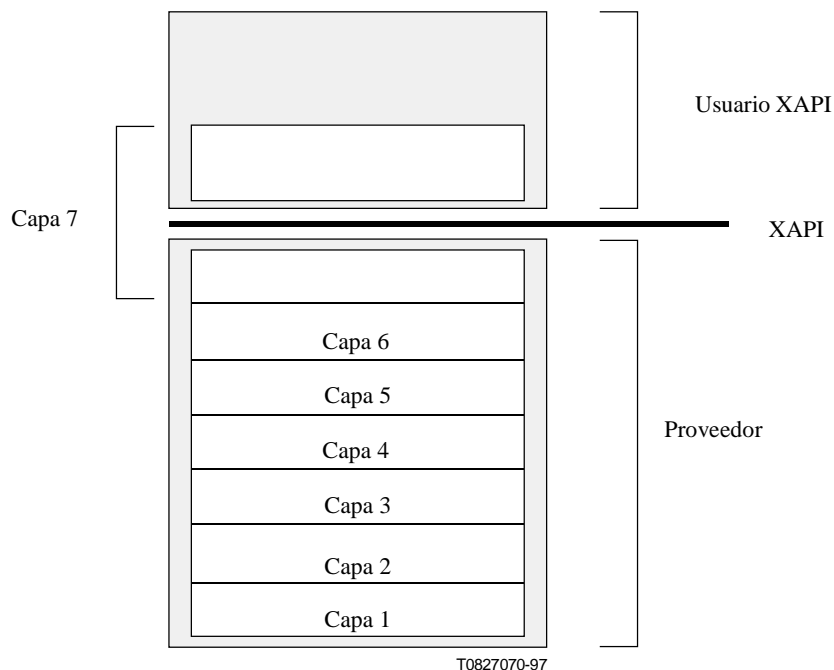 Usuario XAPI
Capa 7
XAPI
Capa 6
Capa 5
Proveedor
Capa 4
Capa 3
Capa 2
Capa 1
T0827070-97